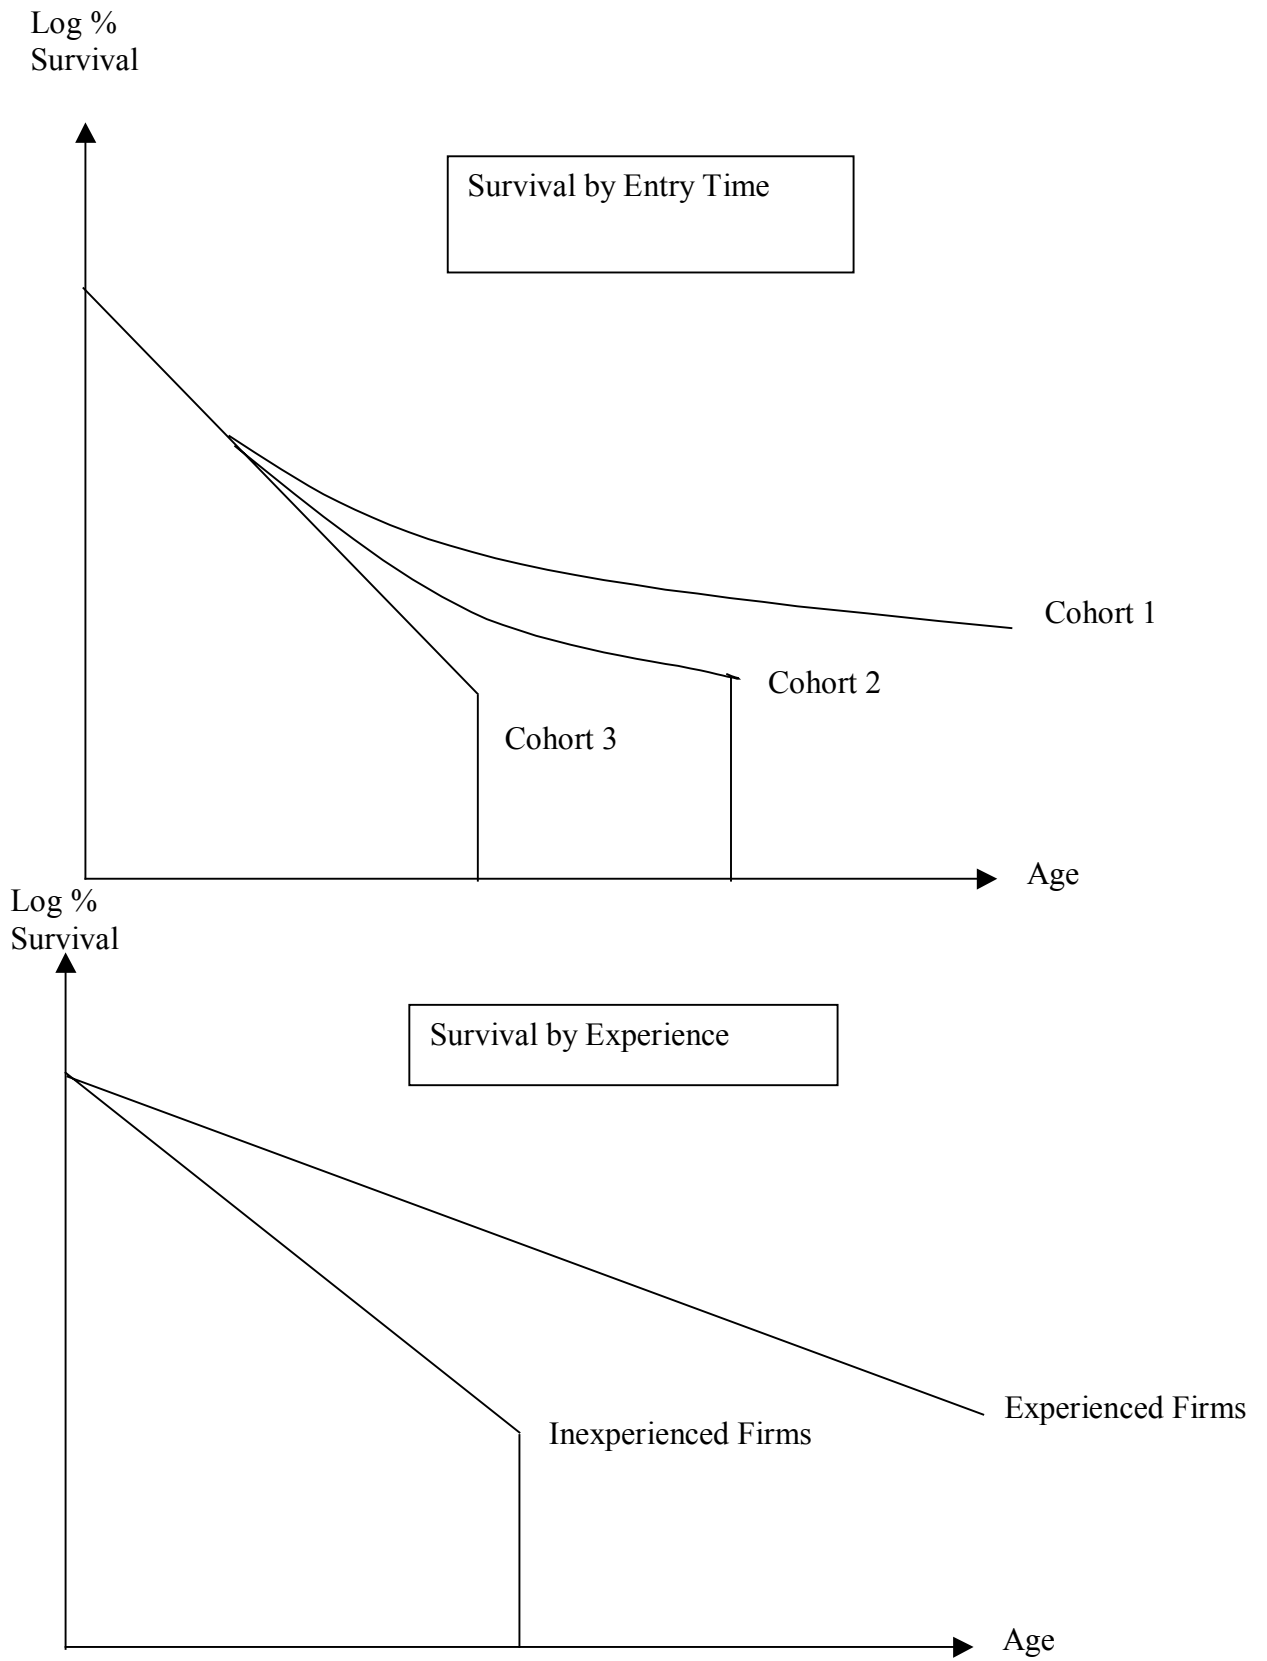 Log %
Survival
Survival by Entry Time
Cohort 1
Cohort 2
Cohort 3
Age
Log %
Survival
Survival by Experience
Experienced Firms
Inexperienced Firms
Age